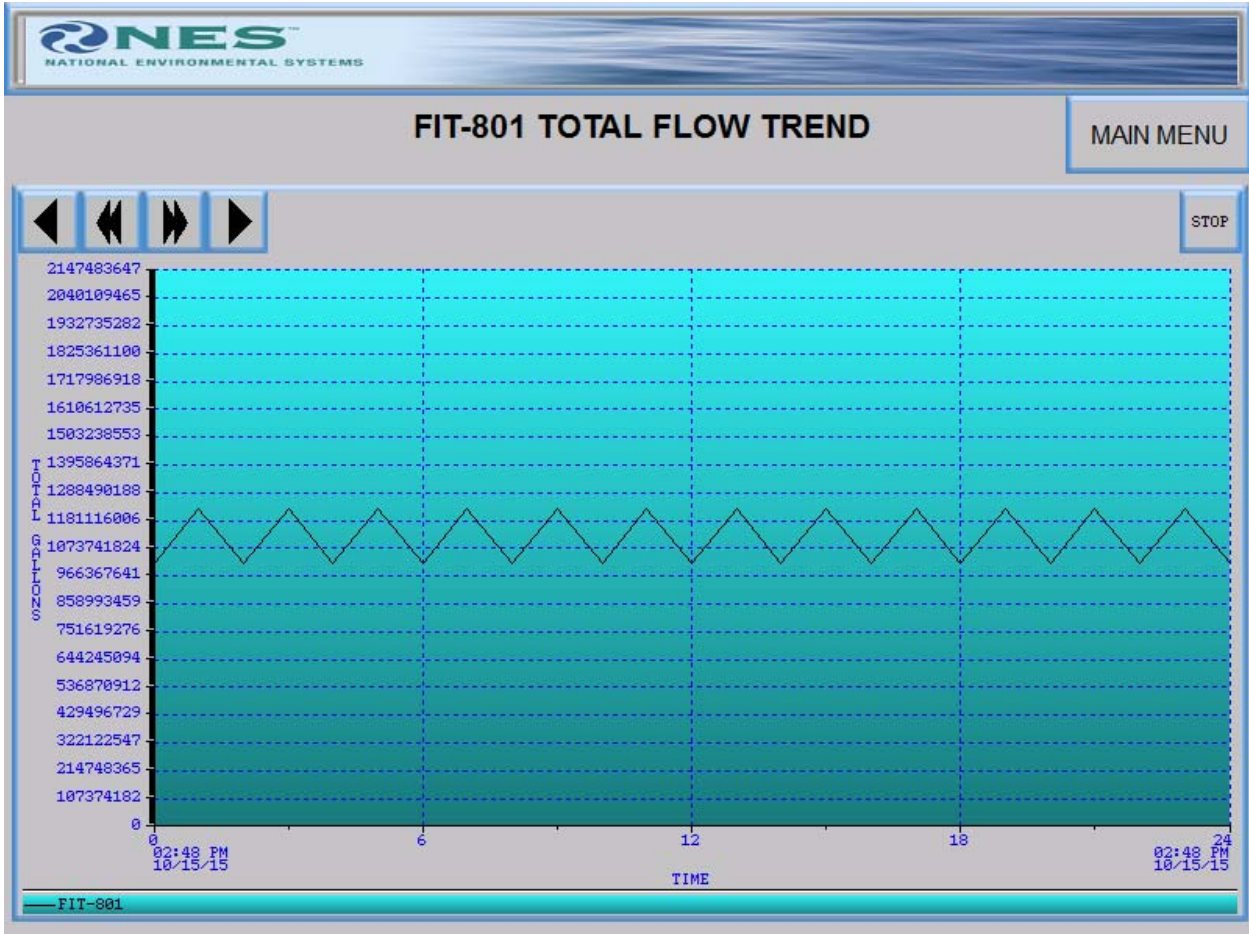 NES™
NATIONAL ENVIRONMENTAL SYSTEMS
FIT-801 TOTAL FLOW TREND
MAIN MENU
STOP
2147483647
2040109465
1932735282
1825361100
1717986918
1610612735
1503238553
1395864371
1288490188
1181116006
1073741824
966367641
858993459
751619276
644245094
536870912
429496729
322122547
214748365
107374182
0
TOTAL GALLONS
0 6 12 18 24
02:48 PM 02:48 PM
10/15/15 10/15/15
TIME
FIT-801